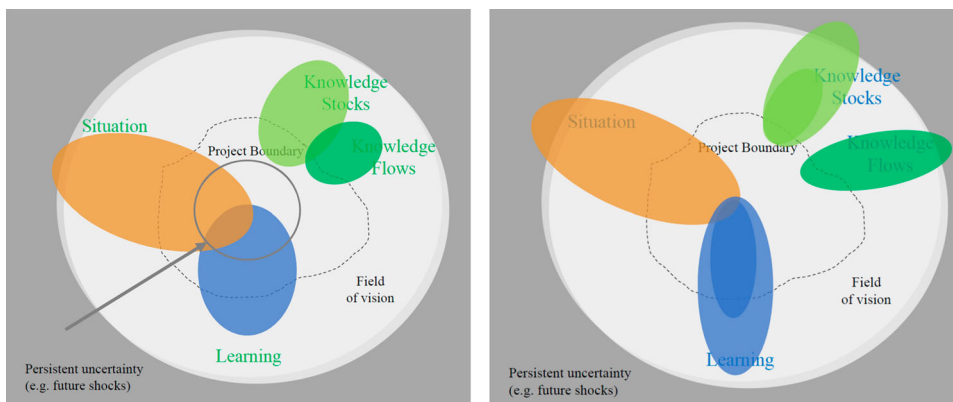 Knowledge
Stocks
Situation
Project Boundary
Knowledge
Flows
Field
of vision
Learning
Persistent uncertainty
(e.g. future shocks)
Knowledge
Stocks
Situation
Project Boundary
Knowledge
Flows
Field
of vision
Learning
Persistent uncertainty
(e.g. future shocks)